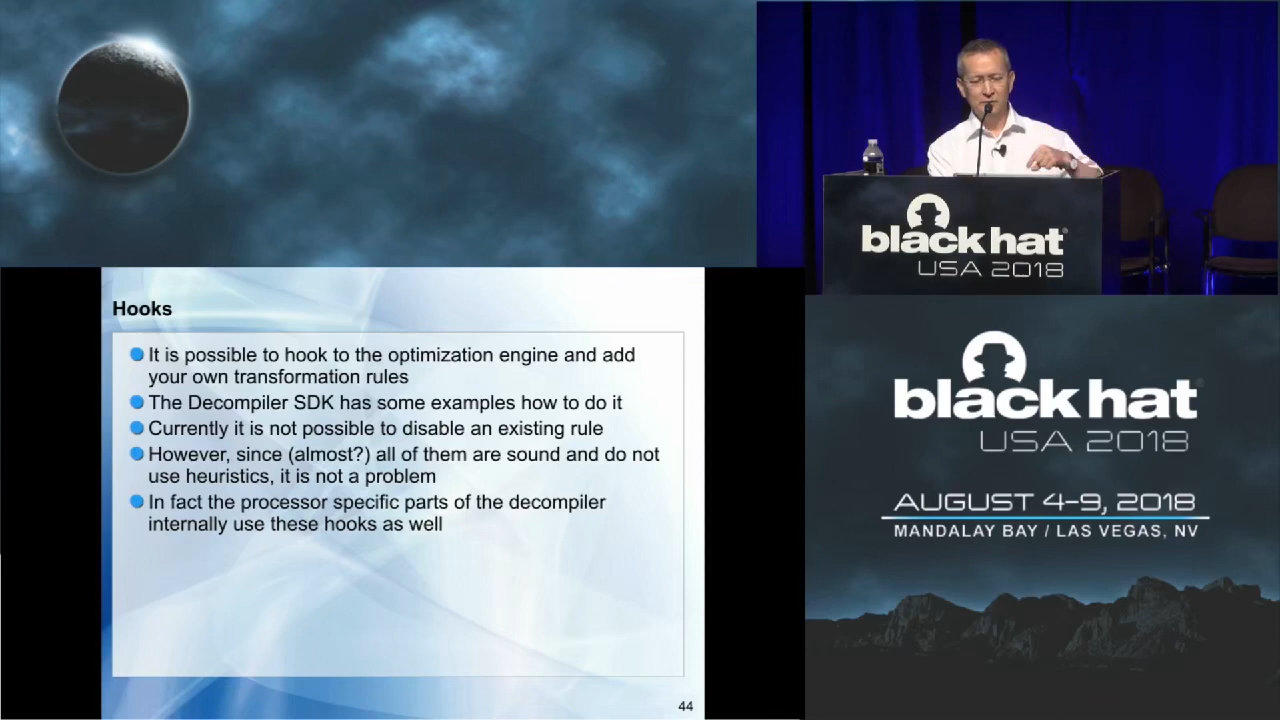 black hat
USA 2018
Hooks
It is possible to hook to the optimization engine and add
your own transformation rules
The Decompiler SDK has some examples how to do it
Currently it is not possible to disable an existing rule
However, since (almost?) all of them are sound and do not
use heuristics, it is not a problem
In fact the processor specific parts of the decompiler
internally use these hooks as well
44
black hat
USA 2018
AUGUST 4-9, 2018
MANDALAY BAY / LAS VEGAS, NV